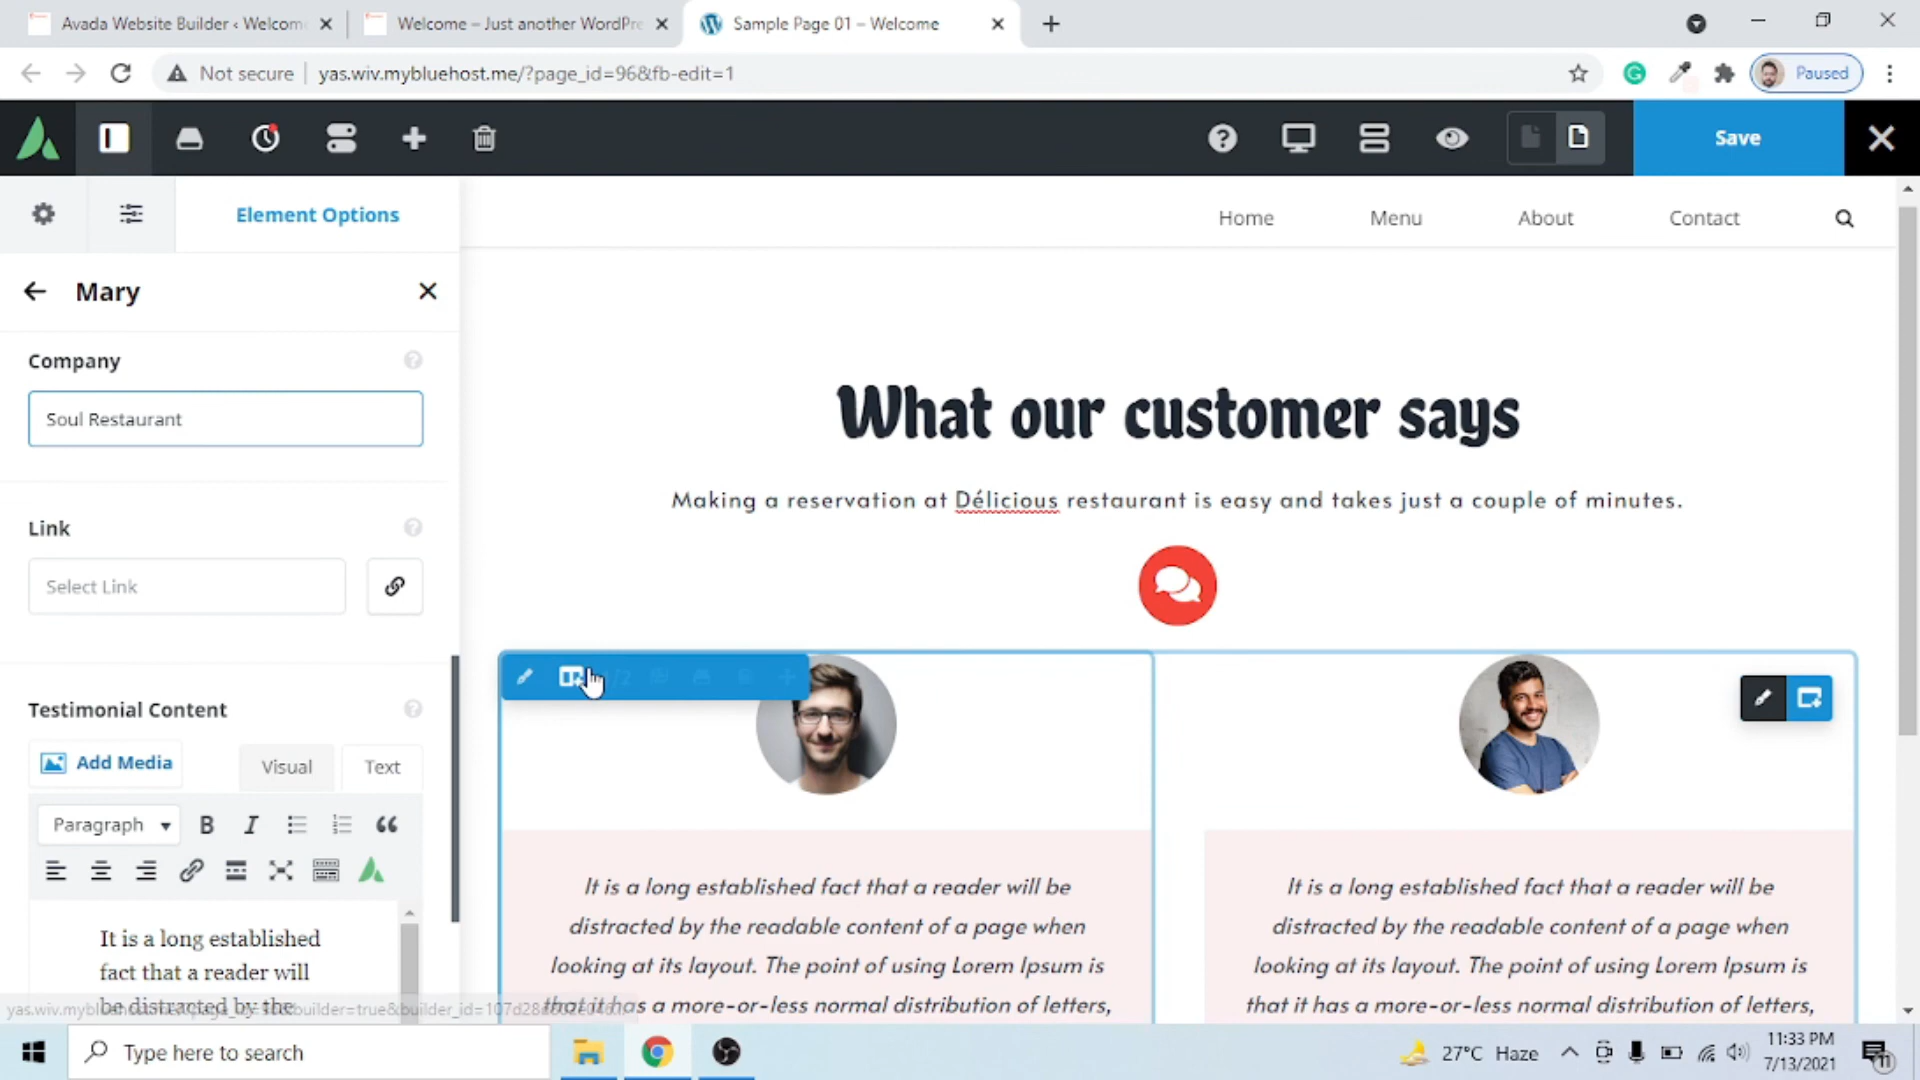 Avada Website Builder ‹ Welcom
Welcome – Just another WordPre
Sample Page 01 – Welcome
Not secure
yas.wiv.mybluehost.me/?page_id=96&fb-edit=1
Paused
Save
Element Options
Home
Menu
About
Contact
Mary
Company
Soul Restaurant
Link
Select Link
Testimonial Content
Add Media
Visual
Text
Paragraph
It is a long established
fact that a reader will
be distracted by the
What our customer says
Making a reservation at Délicious restaurant is easy and takes just a couple of minutes.
It is a long established fact that a reader will be
distracted by the readable content of a page when
looking at its layout. The point of using Lorem Ipsum is
that it has a more-or-less normal distribution of letters,
It is a long established fact that a reader will be
distracted by the readable content of a page when
looking at its layout. The point of using Lorem Ipsum is
that it has a more-or-less normal distribution of letters,
Type here to search
27°C Haze
11:33 PM
7/13/2021
11